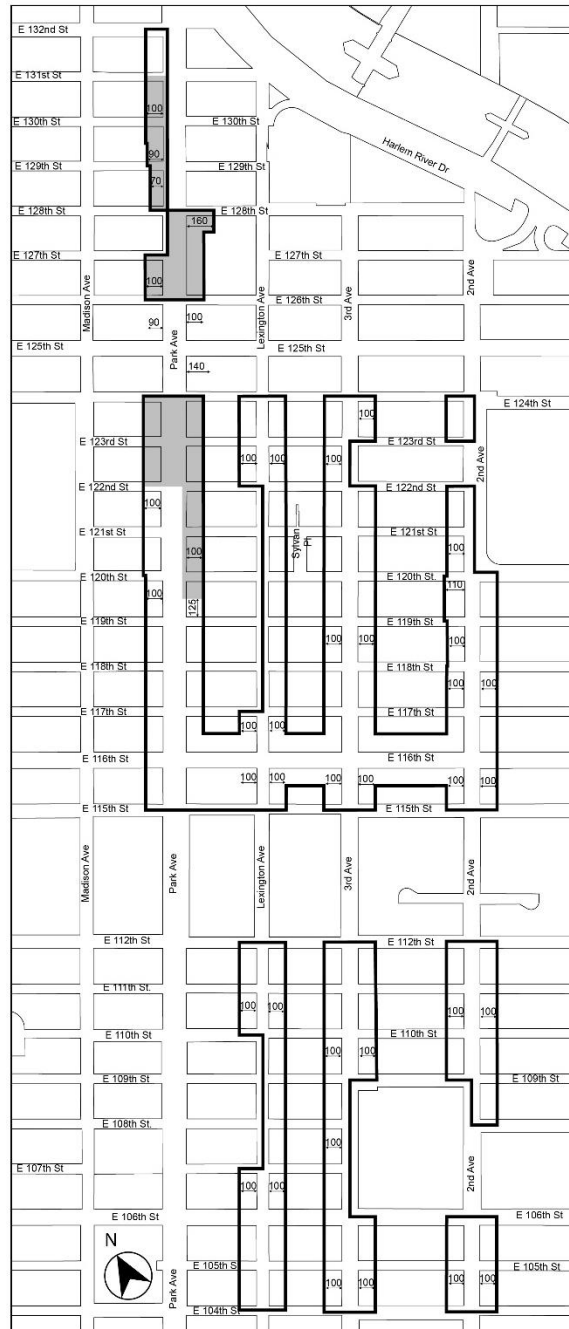 E 132nd St
E 131st St
100
E 130th St
E 130th St
Harlem River Dr
90
E 129th St
E 129th St
70
E 128th St
E 128th St
160
E 127th St
E 127th St
Madison Ave
100
Lexington Ave
3rd Ave
2nd Ave
E 126th St
90
Park Ave
100
E 125th St
E 125th St
140
E 124th St
100
E 123rd St
E 123rd St
2nd Ave
100
100
100
E 122nd St
E 122nd St
100
E 121st St
Sylvan Pl
E 121st St
100
100
E 120th St
E 120th St.
100
125
110
E 119th St
E 119th St
100
100
100
E 118th St
E 118th St
100
100
E 117th St
E 117th St
100
100
E 116th St
E 116th St
100
100
100
100
100
100
E 115th St
E 115th St
Madison Ave
Park Ave
Lexington Ave
3rd Ave
2nd Ave
E 112th St
E 112th St
E 111th St.
100
100
100
100
E 110th St
E 110th St
100
100
E 109th St
E 109th St
E 108th St.
100
E 107th St
100
100
2nd Ave
E 106th St
E 106th St
N
E 105th St
E 105th St
100
100
100
100
Park Ave
E 104th St